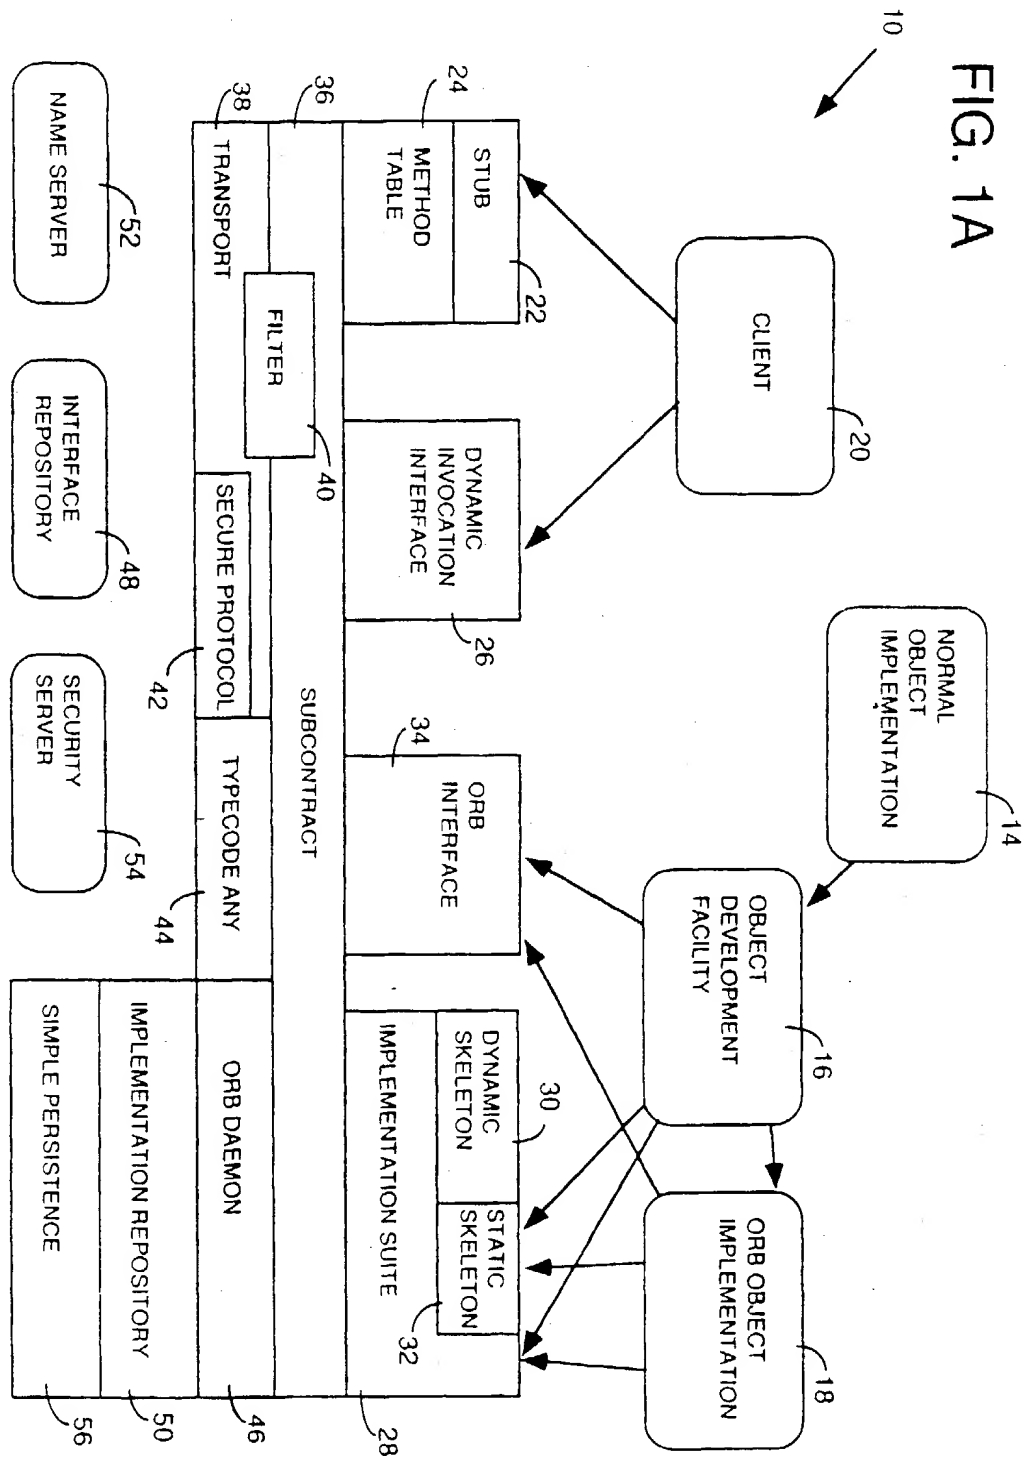 FIG. 1A
10
CLIENT
20
NORMAL
OBJECT
IMPLEMENTATION
14
OBJECT
DEVELOPMENT
FACILITY
16
ORB OBJECT
IMPLEMENTATION
18
STUB
22
METHOD
TABLE
24
DYNAMIC
INVOCATION
INTERFACE
26
ORB
INTERFACE
34
DYNAMIC
SKELETON
30
STATIC
SKELETON
32
IMPLEMENTATION SUITE
28
36
SUBCONTRACT
FILTER
40
38
TRANSPORT
SECURE PROTOCOL
42
TYPECODE ANY
44
ORB DAEMON
46
IMPLEMENTATION REPOSITORY
50
SIMPLE PERSISTENCE
56
NAME SERVER
52
INTERFACE
REPOSITORY
48
SECURITY
SERVER
54